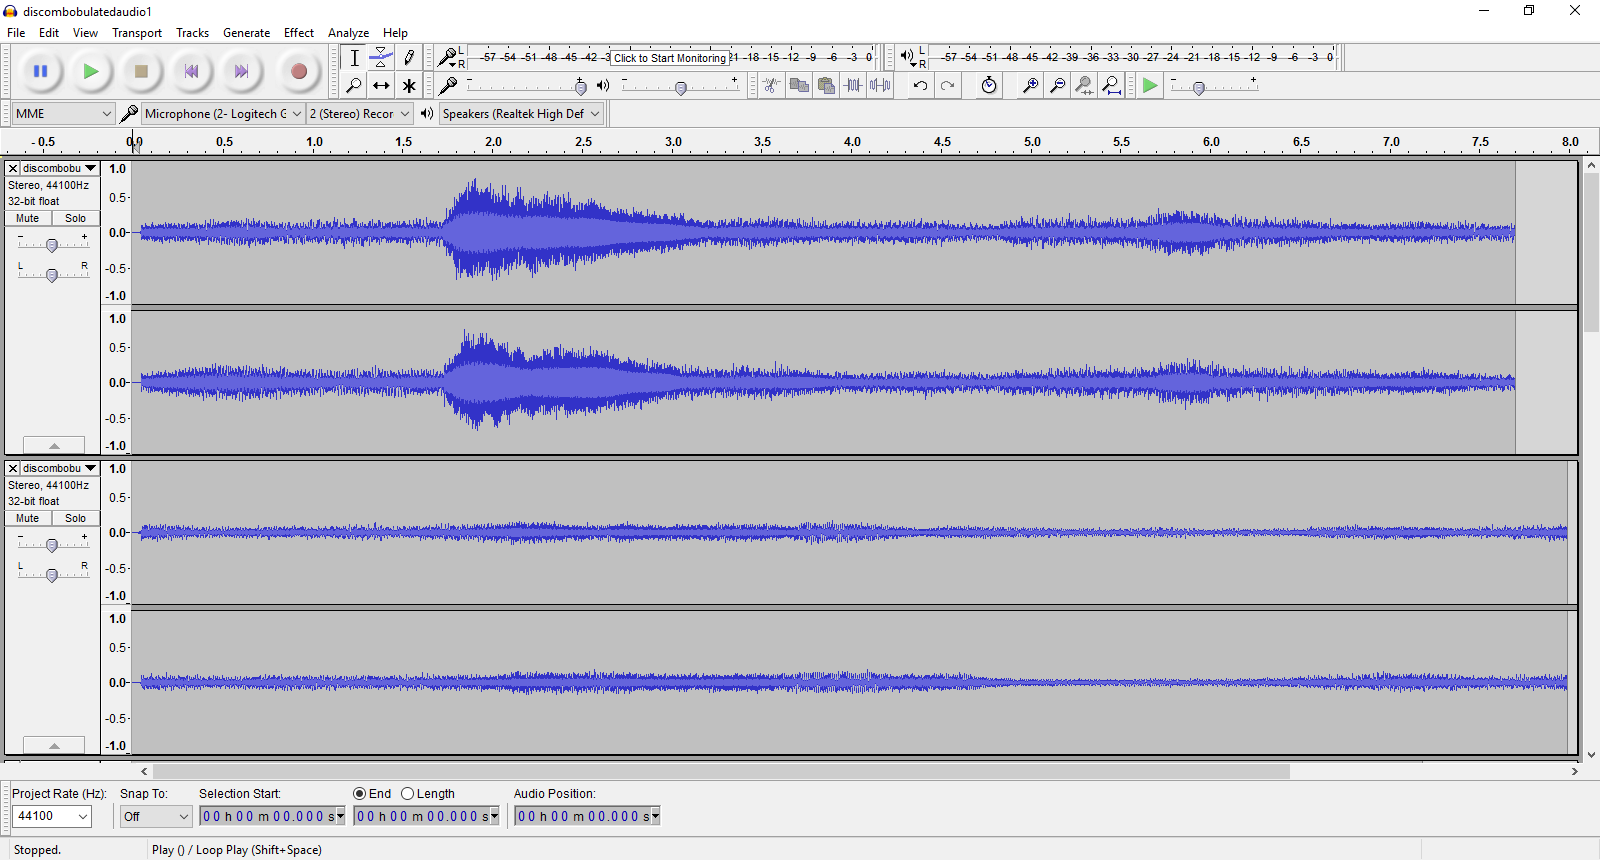 discombobulatedaudio1
File Edit View Transport Tracks Generate Effect Analyze Help
L R -57 -54 -51 -48 -45 -42 -3 Click to Start Monitoring 21 -18 -15 -12 -9 -6 -3 0 L R -57 -54 -51 -48 -45 -42 -39 -36 -33 -30 -27 -24 -21 -18 -15 -12 -9 -6 -3 0
- + - + - +
MME Microphone (2- Logitech G 2 (Stereo) Recor Speakers (Realtek High Def
-0.5 0.0 0.5 1.0 1.5 2.0 2.5 3.0 3.5 4.0 4.5 5.0 5.5 6.0 6.5 7.0 7.5 8.0
discombobu 1.0
Stereo, 44100Hz
32-bit float 0.5
Mute Solo
- + 0.0
L R -0.5
-1.0
1.0
0.5
0.0
-0.5
-1.0
discombobu 1.0
Stereo, 44100Hz
32-bit float 0.5
Mute Solo
- + 0.0
L R -0.5
-1.0
1.0
0.5
0.0
-0.5
-1.0
Project Rate (Hz): Snap To: Selection Start: End Length Audio Position:
44100 Off 00 h 00 m 00.000 s 00 h 00 m 00.000 s 00 h 00 m 00.000 s
Stopped. Play () / Loop Play (Shift+Space)